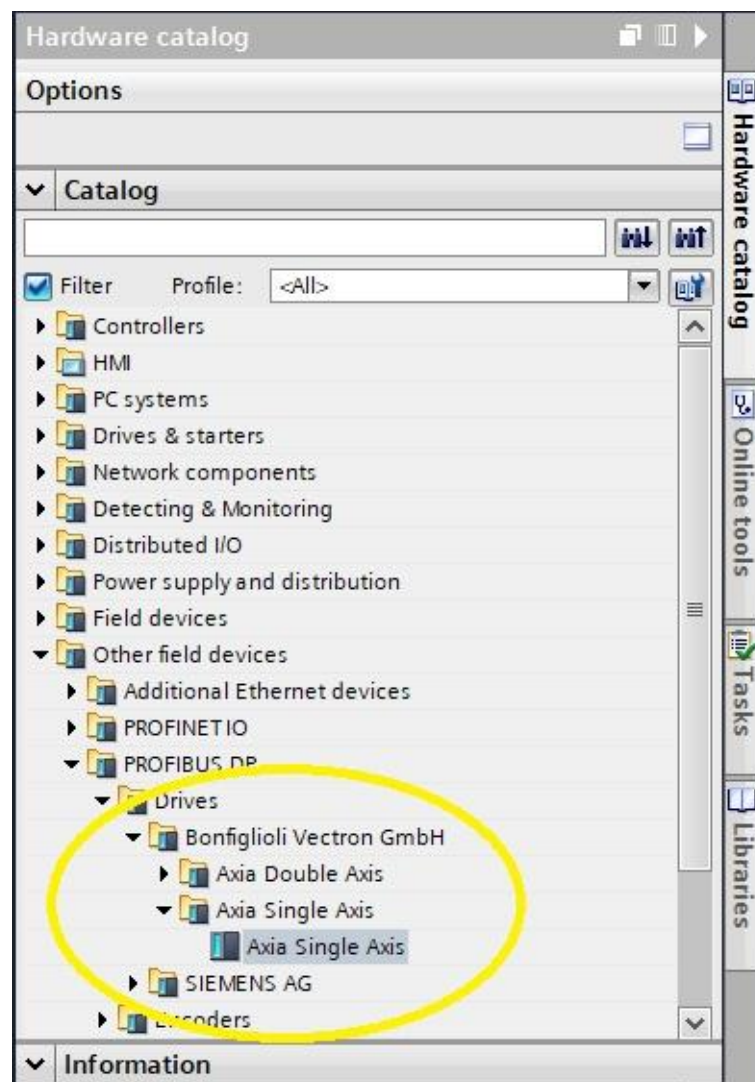 Hardware catalog
Options
Catalog
Filter Profile: <All>
Controllers
HMI
PC systems
Drives & starters
Network components
Detecting & Monitoring
Distributed I/O
Power supply and distribution
Field devices
Other field devices
Additional Ethernet devices
PROFINET IO
PROFIBUS DP
Drives
Bonfiglioli Vectron GmbH
Axia Double Axis
Axia Single Axis
Axia Single Axis
SIEMENS AG
Encoders
Information
Hardware catalog
Online tools
Tasks
Libraries